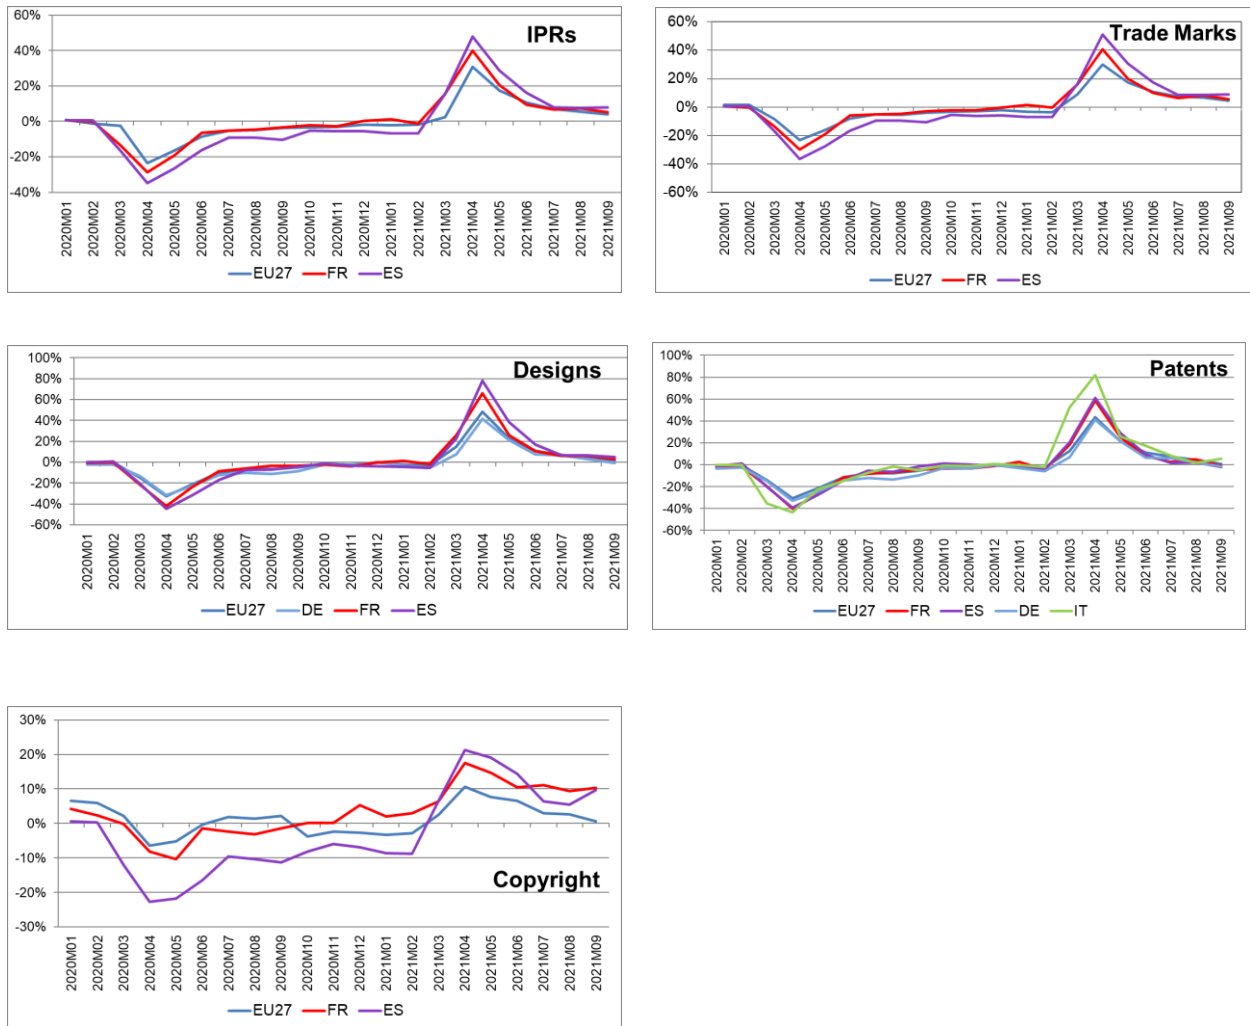 IPRs
60%
40%
20%
0%
-20%
-40%
2020M01
2020M02
2020M03
2020M04
2020M05
2020M06
2020M07
2020M08
2020M09
2020M10
2020M11
2020M12
2021M01
2021M02
2021M03
2021M04
2021M05
2021M06
2021M07
2021M08
2021M09
EU27 FR ES
Trade Marks
60%
40%
20%
0%
-20%
-40%
-60%
2020M01
2020M02
2020M03
2020M04
2020M05
2020M06
2020M07
2020M08
2020M09
2020M10
2020M11
2020M12
2021M01
2021M02
2021M03
2021M04
2021M05
2021M06
2021M07
2021M08
2021M09
EU27 FR ES
Designs
100%
80%
60%
40%
20%
0%
-20%
-40%
-60%
2020M01
2020M02
2020M03
2020M04
2020M05
2020M06
2020M07
2020M08
2020M09
2020M10
2020M11
2020M12
2021M01
2021M02
2021M03
2021M04
2021M05
2021M06
2021M07
2021M08
2021M09
EU27 DE FR ES
Patents
100%
80%
60%
40%
20%
0%
-20%
-40%
-60%
2020M01
2020M02
2020M03
2020M04
2020M05
2020M06
2020M07
2020M08
2020M09
2020M10
2020M11
2020M12
2021M01
2021M02
2021M03
2021M04
2021M05
2021M06
2021M07
2021M08
2021M09
EU27 FR ES DE IT
30%
20%
10%
0%
-10%
-20%
-30%
Copyright
2020M01
2020M02
2020M03
2020M04
2020M05
2020M06
2020M07
2020M08
2020M09
2020M10
2020M11
2020M12
2021M01
2021M02
2021M03
2021M04
2021M05
2021M06
2021M07
2021M08
2021M09
EU27 FR ES